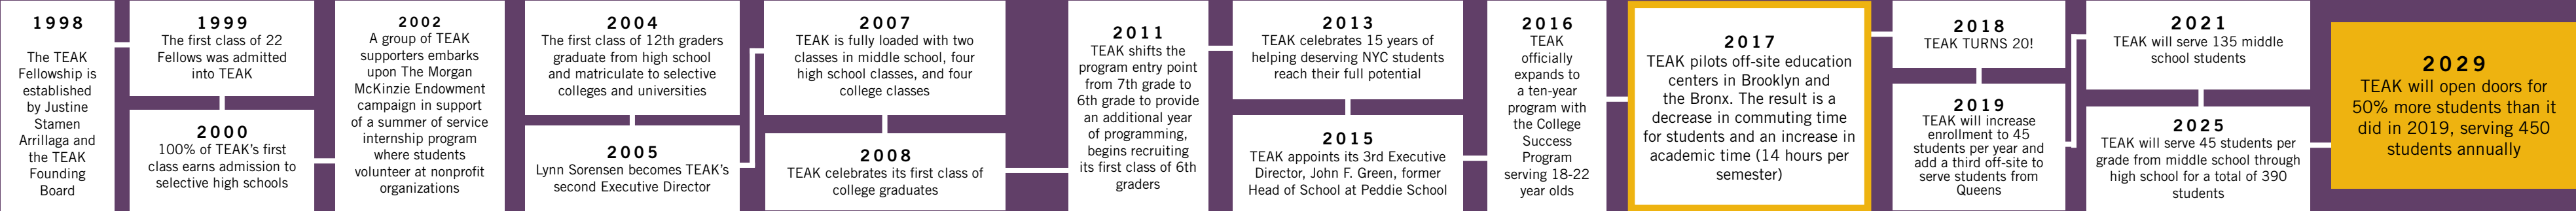 1998
The TEAK
Fellowship is
established
by Justine
Stamen
Arrillaga and
the TEAK
Founding
Board
1999
The first class of 22
Fellows was admitted
into TEAK
2000
100% of TEAK's first
class earns admission to
selective high schools
2002
A group of TEAK
supporters embarks
upon The Morgan
McKinzie Endowment
campaign in support
of a summer of service
internship program
where students
volunteer at nonprofit
organizations
2004
The first class of 12th graders
graduate from high school
and matriculate to selective
colleges and universities
2005
Lynn Sorensen becomes TEAK's
second Executive Director
2007
TEAK is fully loaded with two
classes in middle school, four
high school classes, and four
college classes
2008
TEAK celebrates its first class of
college graduates
2011
TEAK shifts the
program entry point
from 7th grade to
6th grade to provide
an additional year
of programming,
begins recruiting
its first class of 6th
graders
2013
TEAK celebrates 15 years of
helping deserving NYC students
reach their full potential
2015
TEAK appoints its 3rd Executive
Director, John F. Green, former
Head of School at Peddie School
2016
TEAK
officially
expands to
a ten-year
program with
the College
Success
Program
serving 18-22
year olds
2017
TEAK pilots off-site education
centers in Brooklyn and
the Bronx. The result is a
decrease in commuting time
for students and an increase in
academic time (14 hours per
semester)
2018
TEAK TURNS 20!
2019
TEAK will increase
enrollment to 45
students per year and
add a third off-site to
serve students from
Queens
2021
TEAK will serve 135 middle
school students
2025
TEAK will serve 45 students per
grade from middle school through
high school for a total of 390
students
2029
TEAK will open doors for
50% more students than it
did in 2019, serving 450
students annually